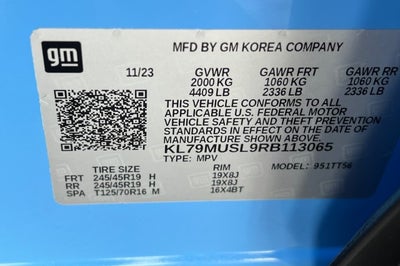 gm
MFD BY GM KOREA COMPANY
11/23 GVWR GAWR FRT GAWR RR
2000 KG 1060 KG 1060 KG
4409 LB 2336 LB 2336 LB
THIS VEHICLE CONFORMS TO ALL
APPLICABLE U.S. FEDERAL MOTOR
VEHICLE SAFETY, BUMPER, AND THEFT
PREVENTION STANDARDS
IN EFFECT ON THE DATE OF
MANUFACTURE SHOWN ABOVE.
KL79MUSL9RB113065
TYPE: MPV MODEL: 951TT56
TIRE SIZE RIM
FRT 245/45R19 H 19X8J
RR 245/45R19 H 19X8J
SPA T125/70R16 M 16X4BT